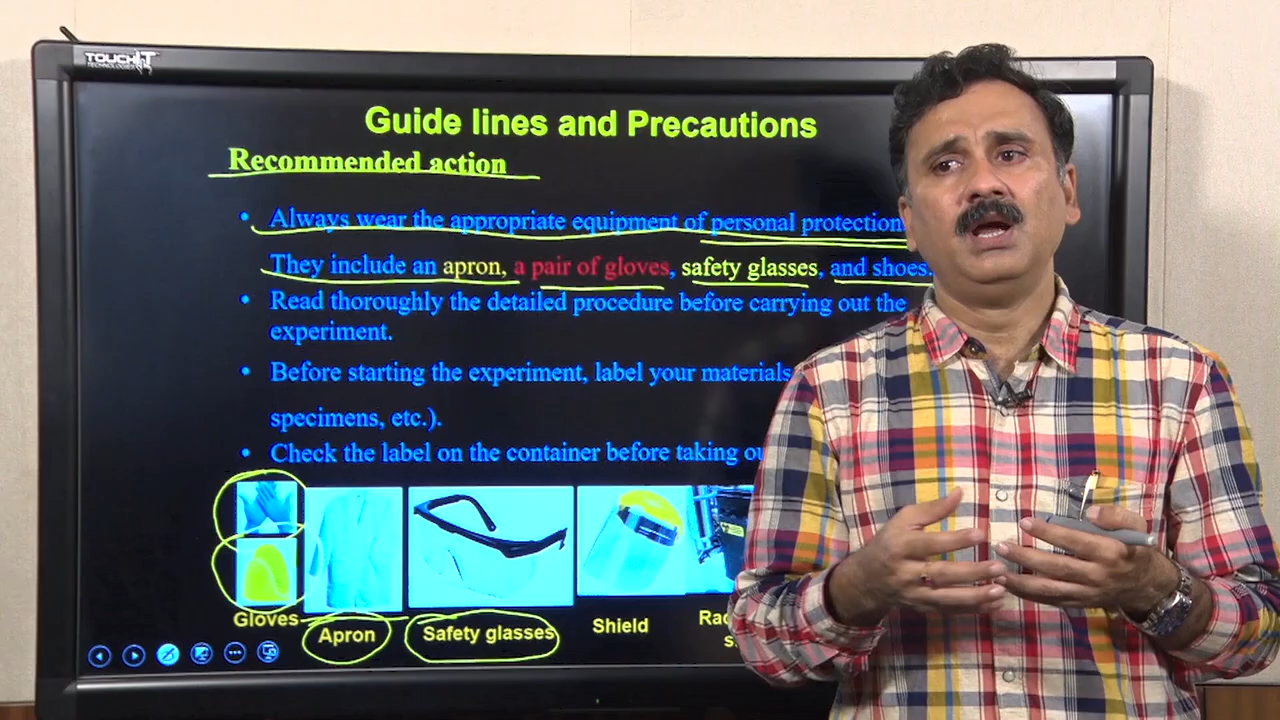 TOUCHIT
TECHNOLOGIES
Guide lines and Precautions
Recommended action
• Always wear the appropriate equipment of personal protection
They include an apron, a pair of gloves, safety glasses, and shoes.
• Read thoroughly the detailed procedure before carrying out the
experiment.
• Before starting the experiment, label your materials
specimens, etc.).
• Check the label on the container before taking
Gloves
Apron
Safety glasses
Shield